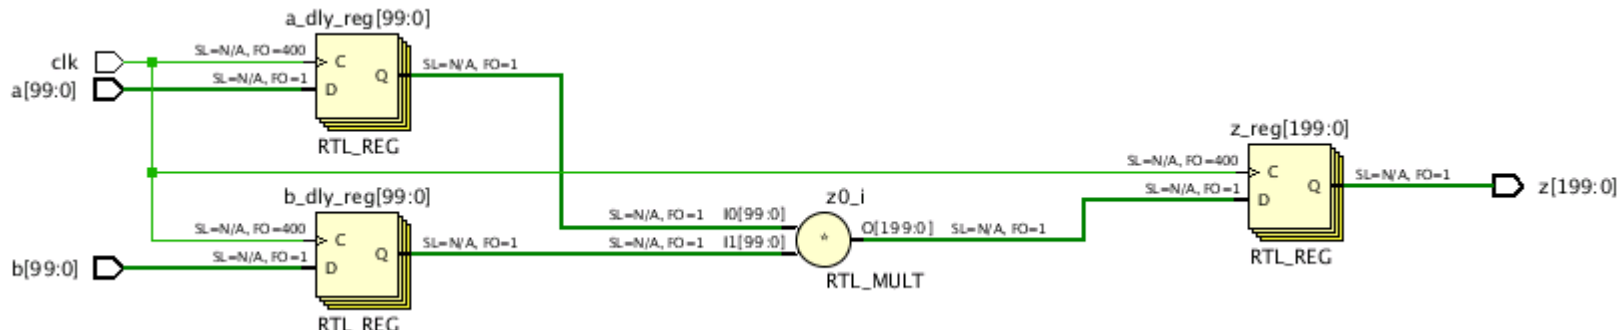 a_dly_reg[99:0]
clk
SL=N/A, FO=400
C
SL=N/A, FO=1
Q
a[99:0]
SL=N/A, FO=1
D
RTL_REG
z_reg[199:0]
SL=N/A, FO=400
C
SL=N/A, FO=1
Q
z[199:0]
SL=N/A, FO=1
D
RTL_REG
b_dly_reg[99:0]
z0_i
SL=N/A, FO=400
C
SL=N/A, FO=1
Q
b[99:0]
SL=N/A, FO=1
D
RTL_REG
SL=N/A, FO=1
I0[99:0]
SL=N/A, FO=1
I1[99:0]
*
O[199:0]
SL=N/A, FO=1
RTL_MULT